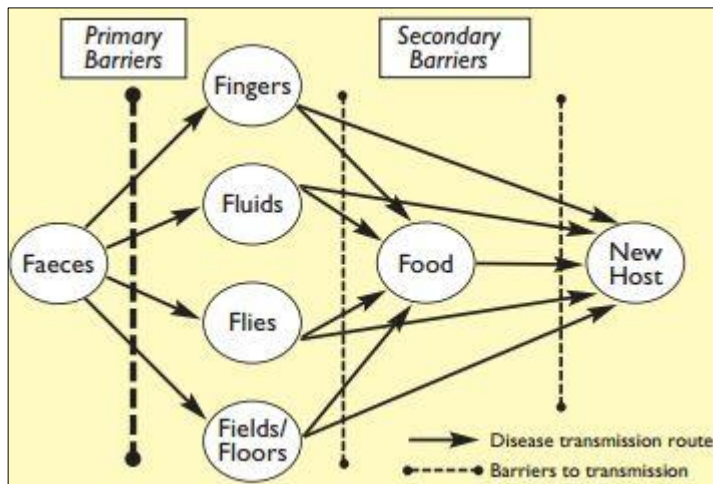 Primary
Barriers
Secondary
Barriers
Fingers
Fluids
Faeces
Food
New
Host
Flies
Fields/
Floors
Disease transmission route
Barriers to transmission